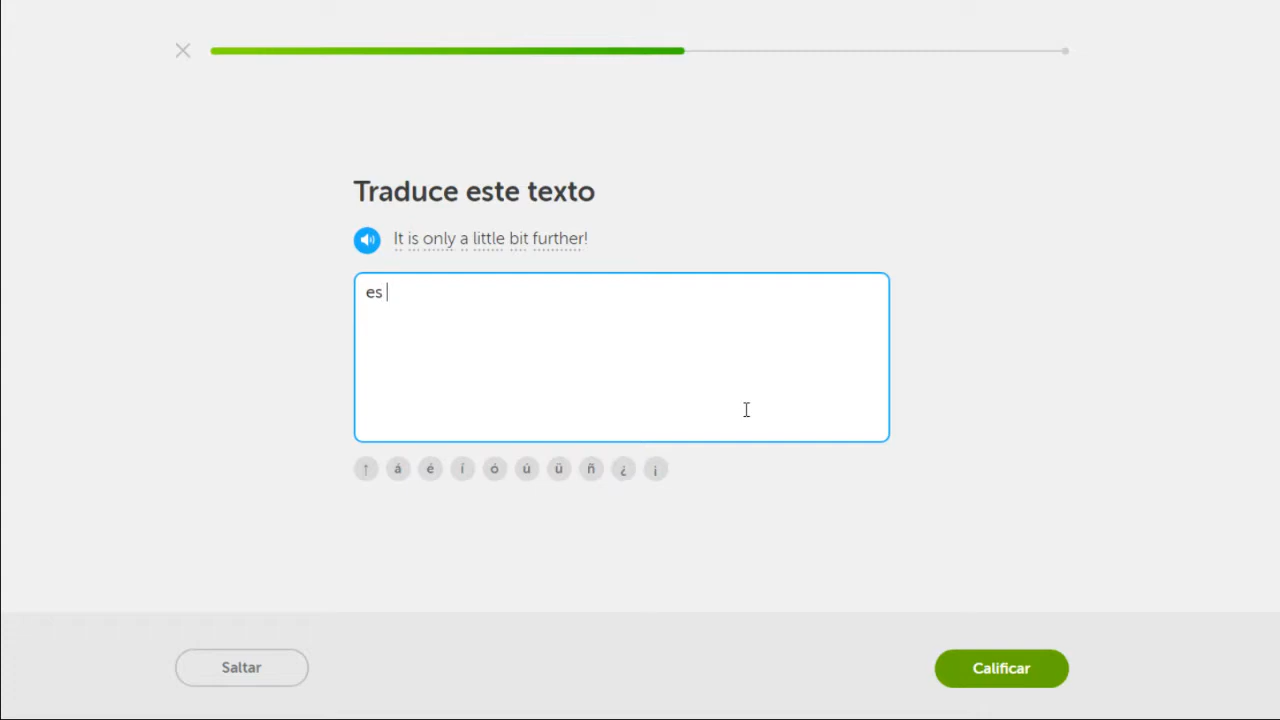 Traduce este texto
It is only a little bit further!
es
↑ á é í ó ú ü ñ ¿ ¡
Saltar
Calificar